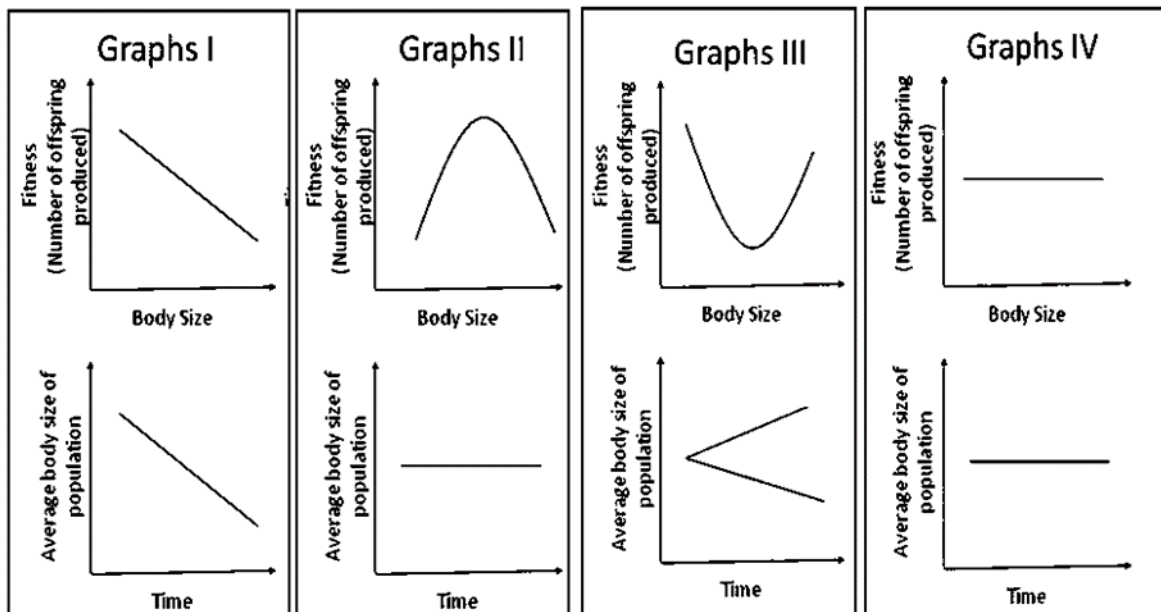 Graphs I
Fitness
(Number of offspring
produced)
Body Size
Average body size of
population
Time
Graphs II
Fitness
(Number of offspring
produced)
Body Size
Average body size of
population
Time
Graphs III
Fitness
(Number of offspring
produced)
Body Size
Average body size of
population
Time
Graphs IV
Fitness
(Number of offspring
produced)
Body Size
Average body size of
population
Time